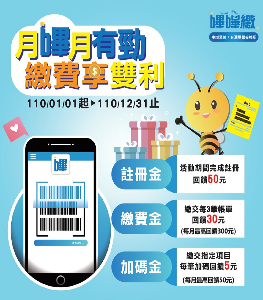 嗶嗶繳
月嗶月有勁
繳費享雙利
110/01/01起▶110/12/31止
嗶嗶
註冊金
活動期間完成註冊
回饋50元
繳費金
繳交每3筆帳單
回饋30元
(每月最高回饋300元)
加碼金
繳交指定項目
每筆加碼回饋5元
(每月最高回饋50元)